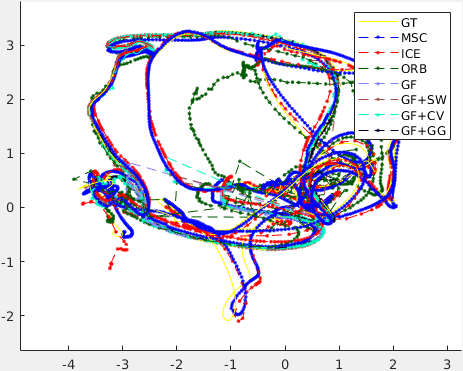 GT
MSC
ICE
ORB
GF
GF+SW
GF+CV
GF+GG
3
2
1
0
-1
-2
-4 -3 -2 -1 0 1 2 3